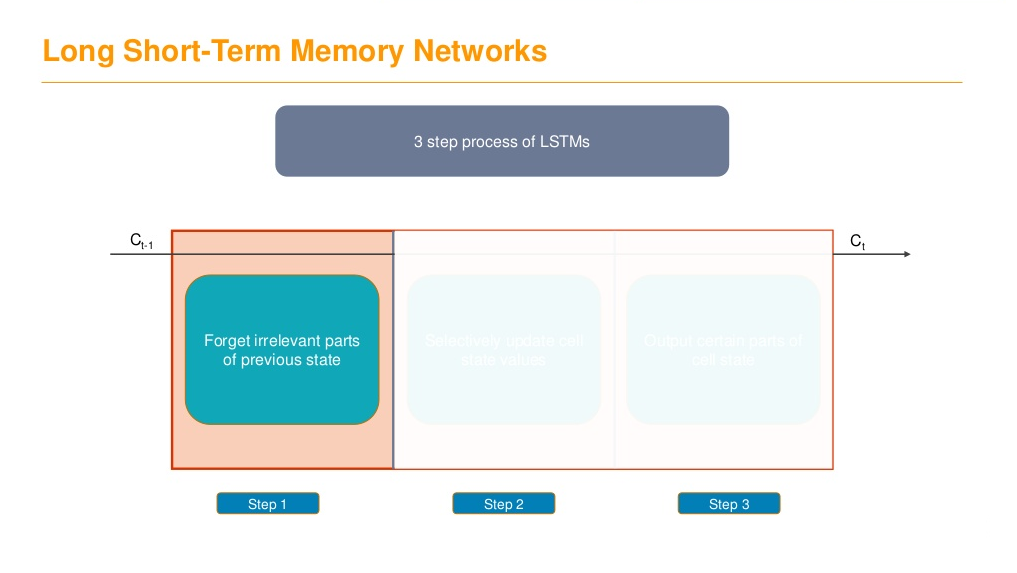 Long Short-Term Memory Networks
3 step process of LSTMs
Ct-1
Ct
Forget irrelevant parts
of previous state
Selectively update cell
state values
Output certain parts of
cell state
Step 1
Step 2
Step 3